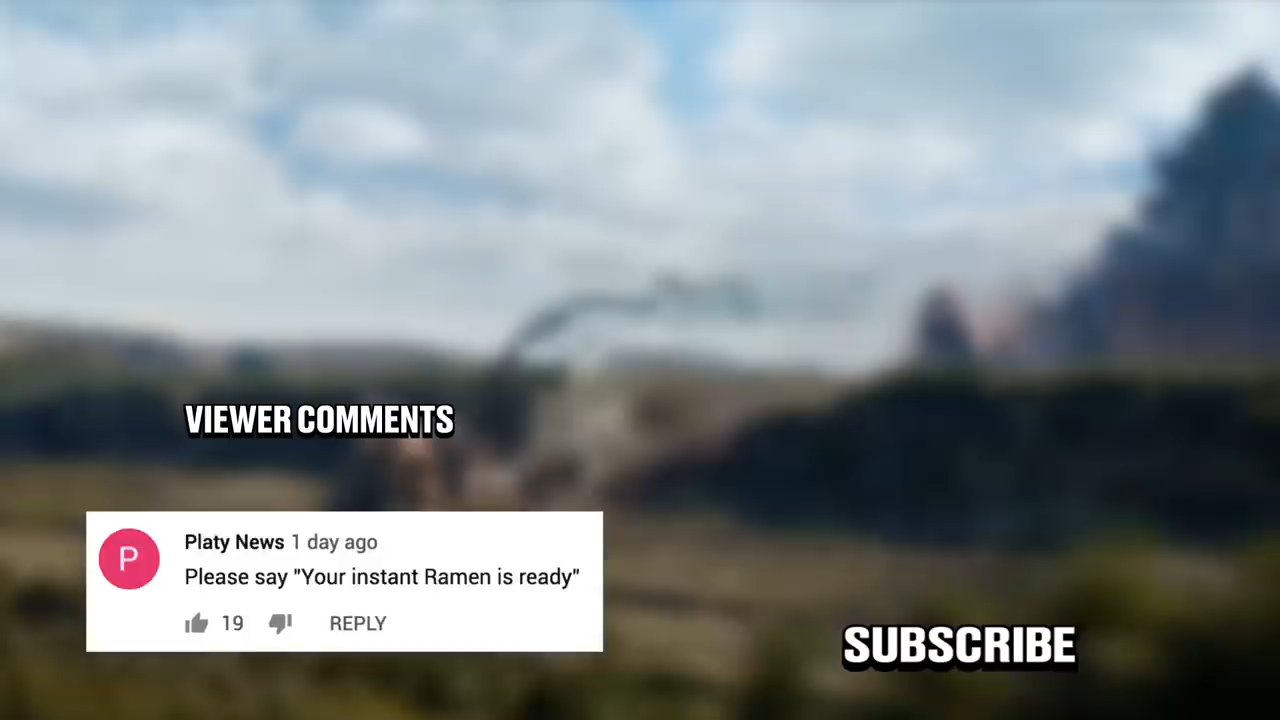 VIEWER COMMENTS
P
Platy News 1 day ago
Please say "Your instant Ramen is ready"
19 REPLY
SUBSCRIBE